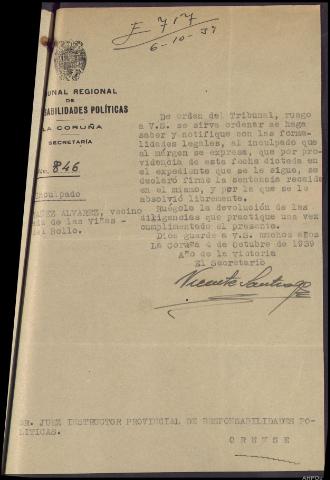 E 717
6-10-39
UNAL REGIONAL
DE
SABILIDADES POLÍTICAS
LA CORUÑA
SECRETARÍA
No. 846
De orden del Tribunal, ruego
a V.S. se sirva ordenar se haga
saber y notifique con las forma-
lidades legales, al inculpado que
al margen se expresa, que por pro-
videncia de esta fecha dictada en
el expediente que se le sigue, se
declaró firme la sentencia recaida
en el mismo, y por la que se le
absolvió libremente.
Inculpado
ALVAREZ, vecino
de las Viñas -
del Bollo.
Ruégole la devolución de las
diligencias que practique una vez
cumplimentado el presente.
Dios guarde a V.S. muchos años
La Coruña 4 de Octubre de 1939
Año de la Victoria
El Secretario
Vicente Santiago
SR. JUEZ INSTRUCTOR PROVINCIAL DE RESPONSABILIDADES PO-
LITICAS.
ORENSE